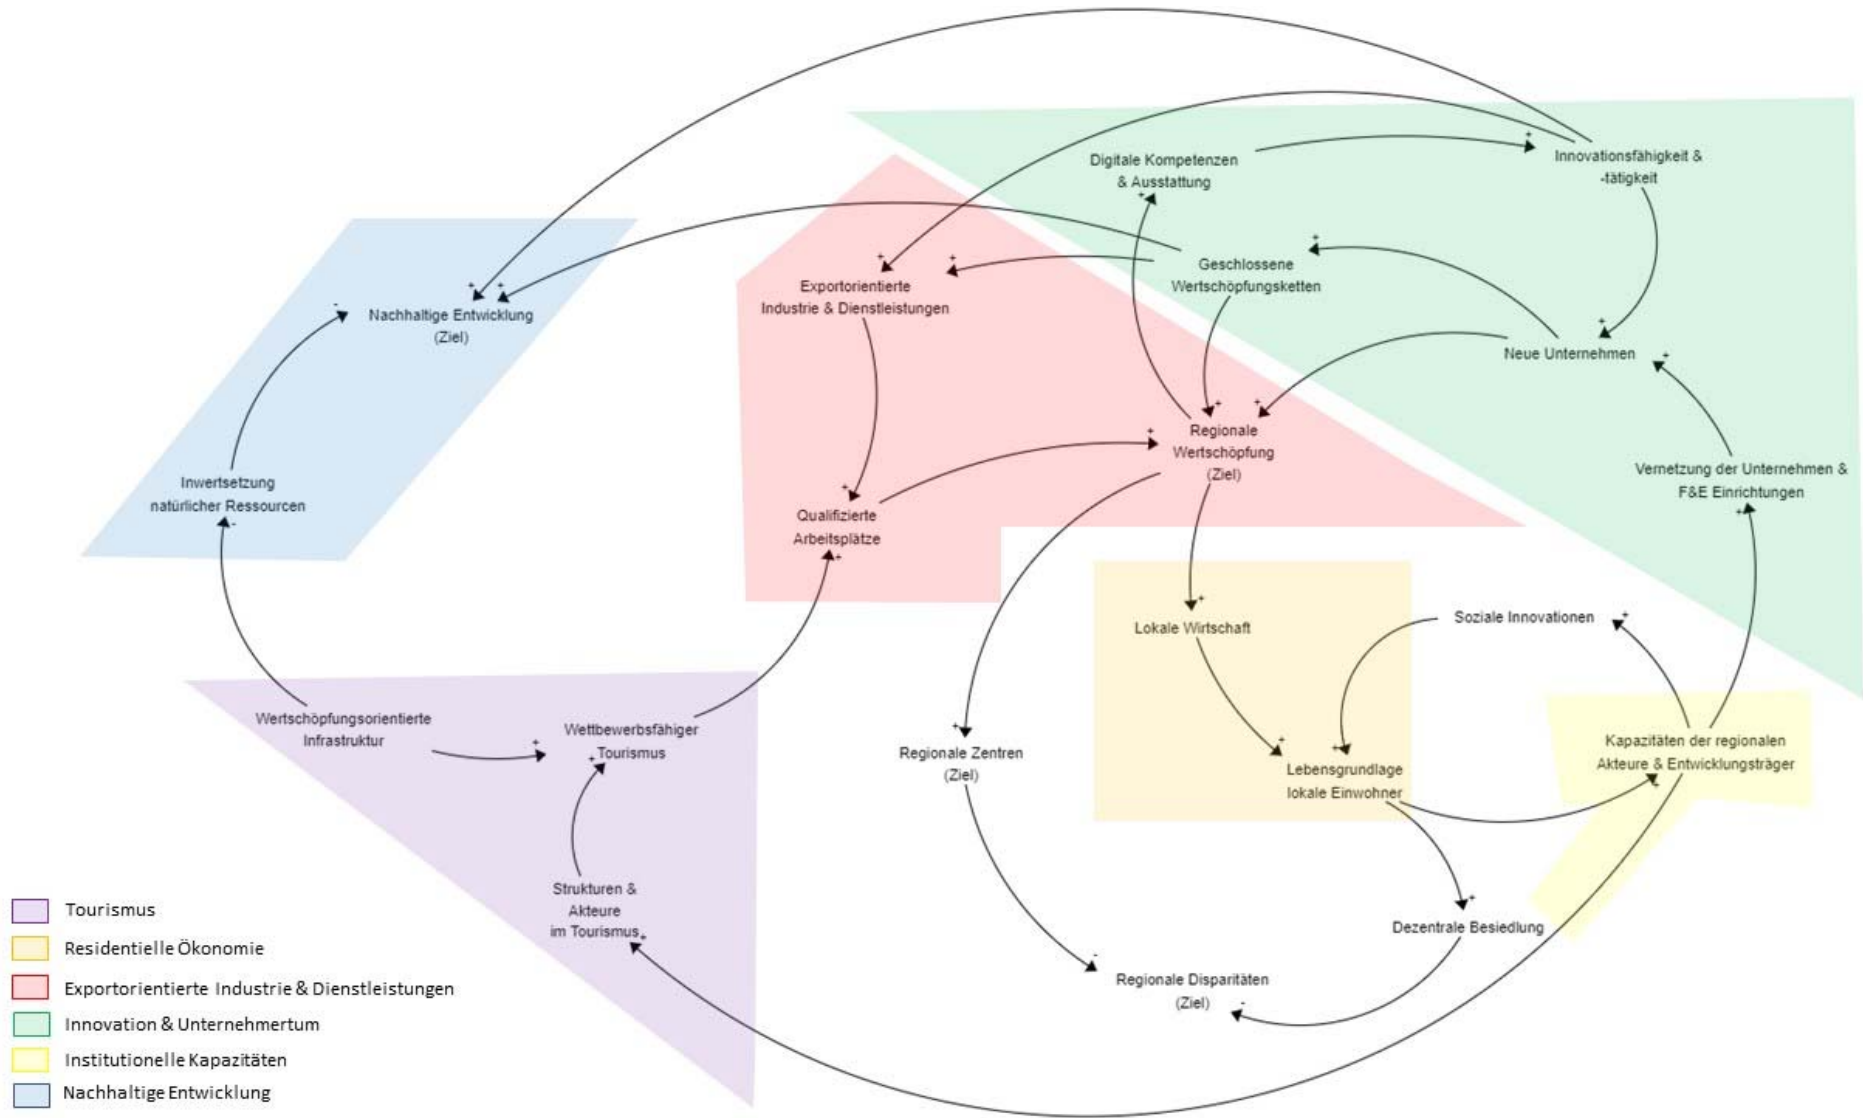 Digitale Kompetenzen
& Ausstattung
Innovationsfähigkeit &
-tätigkeit
Geschlossene
Wertschöpfungsketten
Exportorientierte
Industrie & Dienstleistungen
Nachhaltige Entwicklung
(Ziel)
Neue Unternehmen
Regionale
Wertschöpfung
(Ziel)
Vernetzung der Unternehmen &
F&E Einrichtungen
Inwertsetzung
natürlicher Ressourcen
Qualifizierte
Arbeitsplätze
Lokale Wirtschaft
Soziale Innovationen
Wertschöpfungsorientierte
Infrastruktur
Wettbewerbsfähiger
Tourismus
Regionale Zentren
(Ziel)
Lebensgrundlage
lokale Einwohner
Kapazitäten der regionalen
Akteure & Entwicklungsträger
Strukturen &
Akteure
im Tourismus
Dezentrale Besiedlung
Regionale Disparitäten
(Ziel)
Tourismus
Residentielle Ökonomie
Exportorientierte Industrie & Dienstleistungen
Innovation & Unternehmertum
Institutionelle Kapazitäten
Nachhaltige Entwicklung